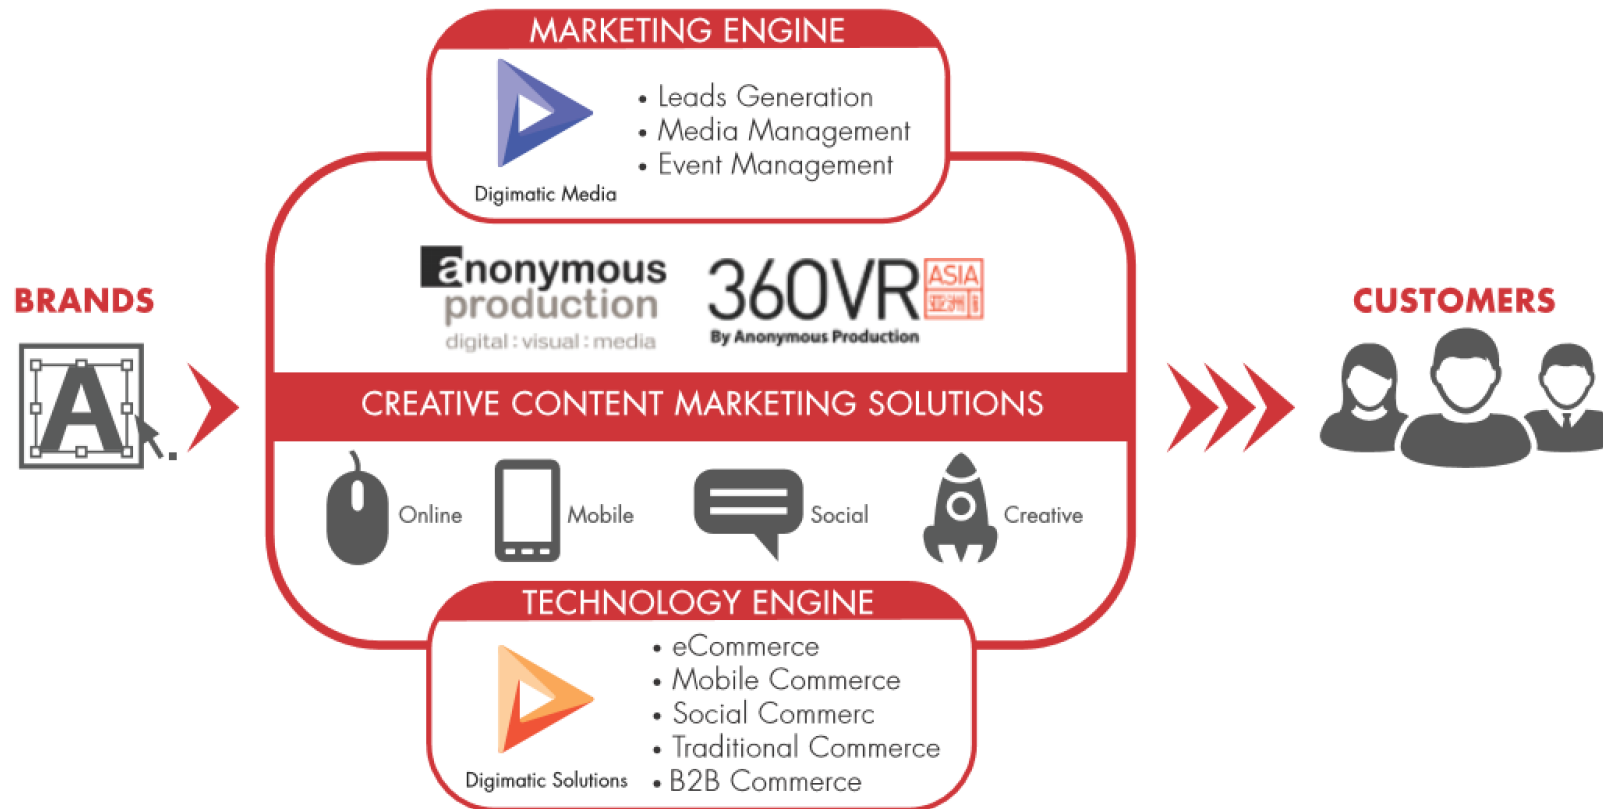 MARKETING ENGINE
• Leads Generation
• Media Management
• Event Management
Digimatic Media
anonymous
production
digital : visual : media
360VR
ASIA
亚洲
By Anonymous Production
BRANDS
A
CUSTOMERS
CREATIVE CONTENT MARKETING SOLUTIONS
Online
Mobile
Social
Creative
TECHNOLOGY ENGINE
• eCommerce
• Mobile Commerce
• Social Commerc
• Traditional Commerce
• B2B Commerce
Digimatic Solutions